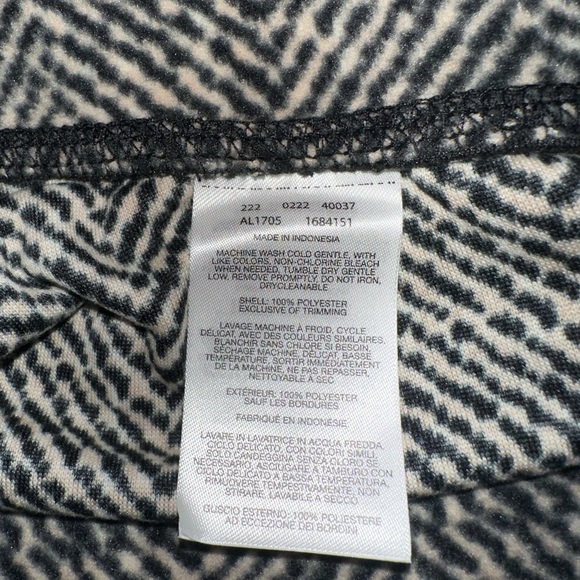 222 0222 40037
AL1705 1684151
MADE IN INDONESIA
MACHINE WASH COLD GENTLE, WITH
LIKE COLORS, NON-CHLORINE BLEACH
WHEN NEEDED, TUMBLE DRY GENTLE
LOW. REMOVE PROMPTLY, DO NOT IRON,
DRYCLEANABLE
SHELL: 100% POLYESTER
EXCLUSIVE OF TRIMMING
LAVAGE MACHINE À FROID, CYCLE
DÉLICAT, AVEC DES COULEURS SIMILAIRES,
BLANCHIR SANS CHLORE SI BESOIN,
SÉCHAGE MACHINE, DÉLICAT, BASSE
TEMPÉRATURE, SORTIR IMMÉDIATEMENT
DE LA MACHINE, NE PAS REPASSER,
NETTOYABLE A SEC
EXTÉRIEUR: 100% POLYESTER
SAUF LES BORDURES
FABRIQUÉ EN INDONÉSIE
LAVARE IN LAVATRICE IN ACQUA FREDDA,
CICLO DELICATO, CON COLORI SIMILI,
SOLO CANDEGGINA SENZA CLORO SE
NECESSARIO, ASCIUGARE A TAMBURO CON
CICLO DELICATO A BASSA TEMPERATURA,
RIMUOVERE TEMPESTIVAMENTE, NON
STIRARE, LAVABILE A SECCO
GUSCIO ESTERNO: 100% POLIESTERE
AD ECCEZIONE DEI BORDINI